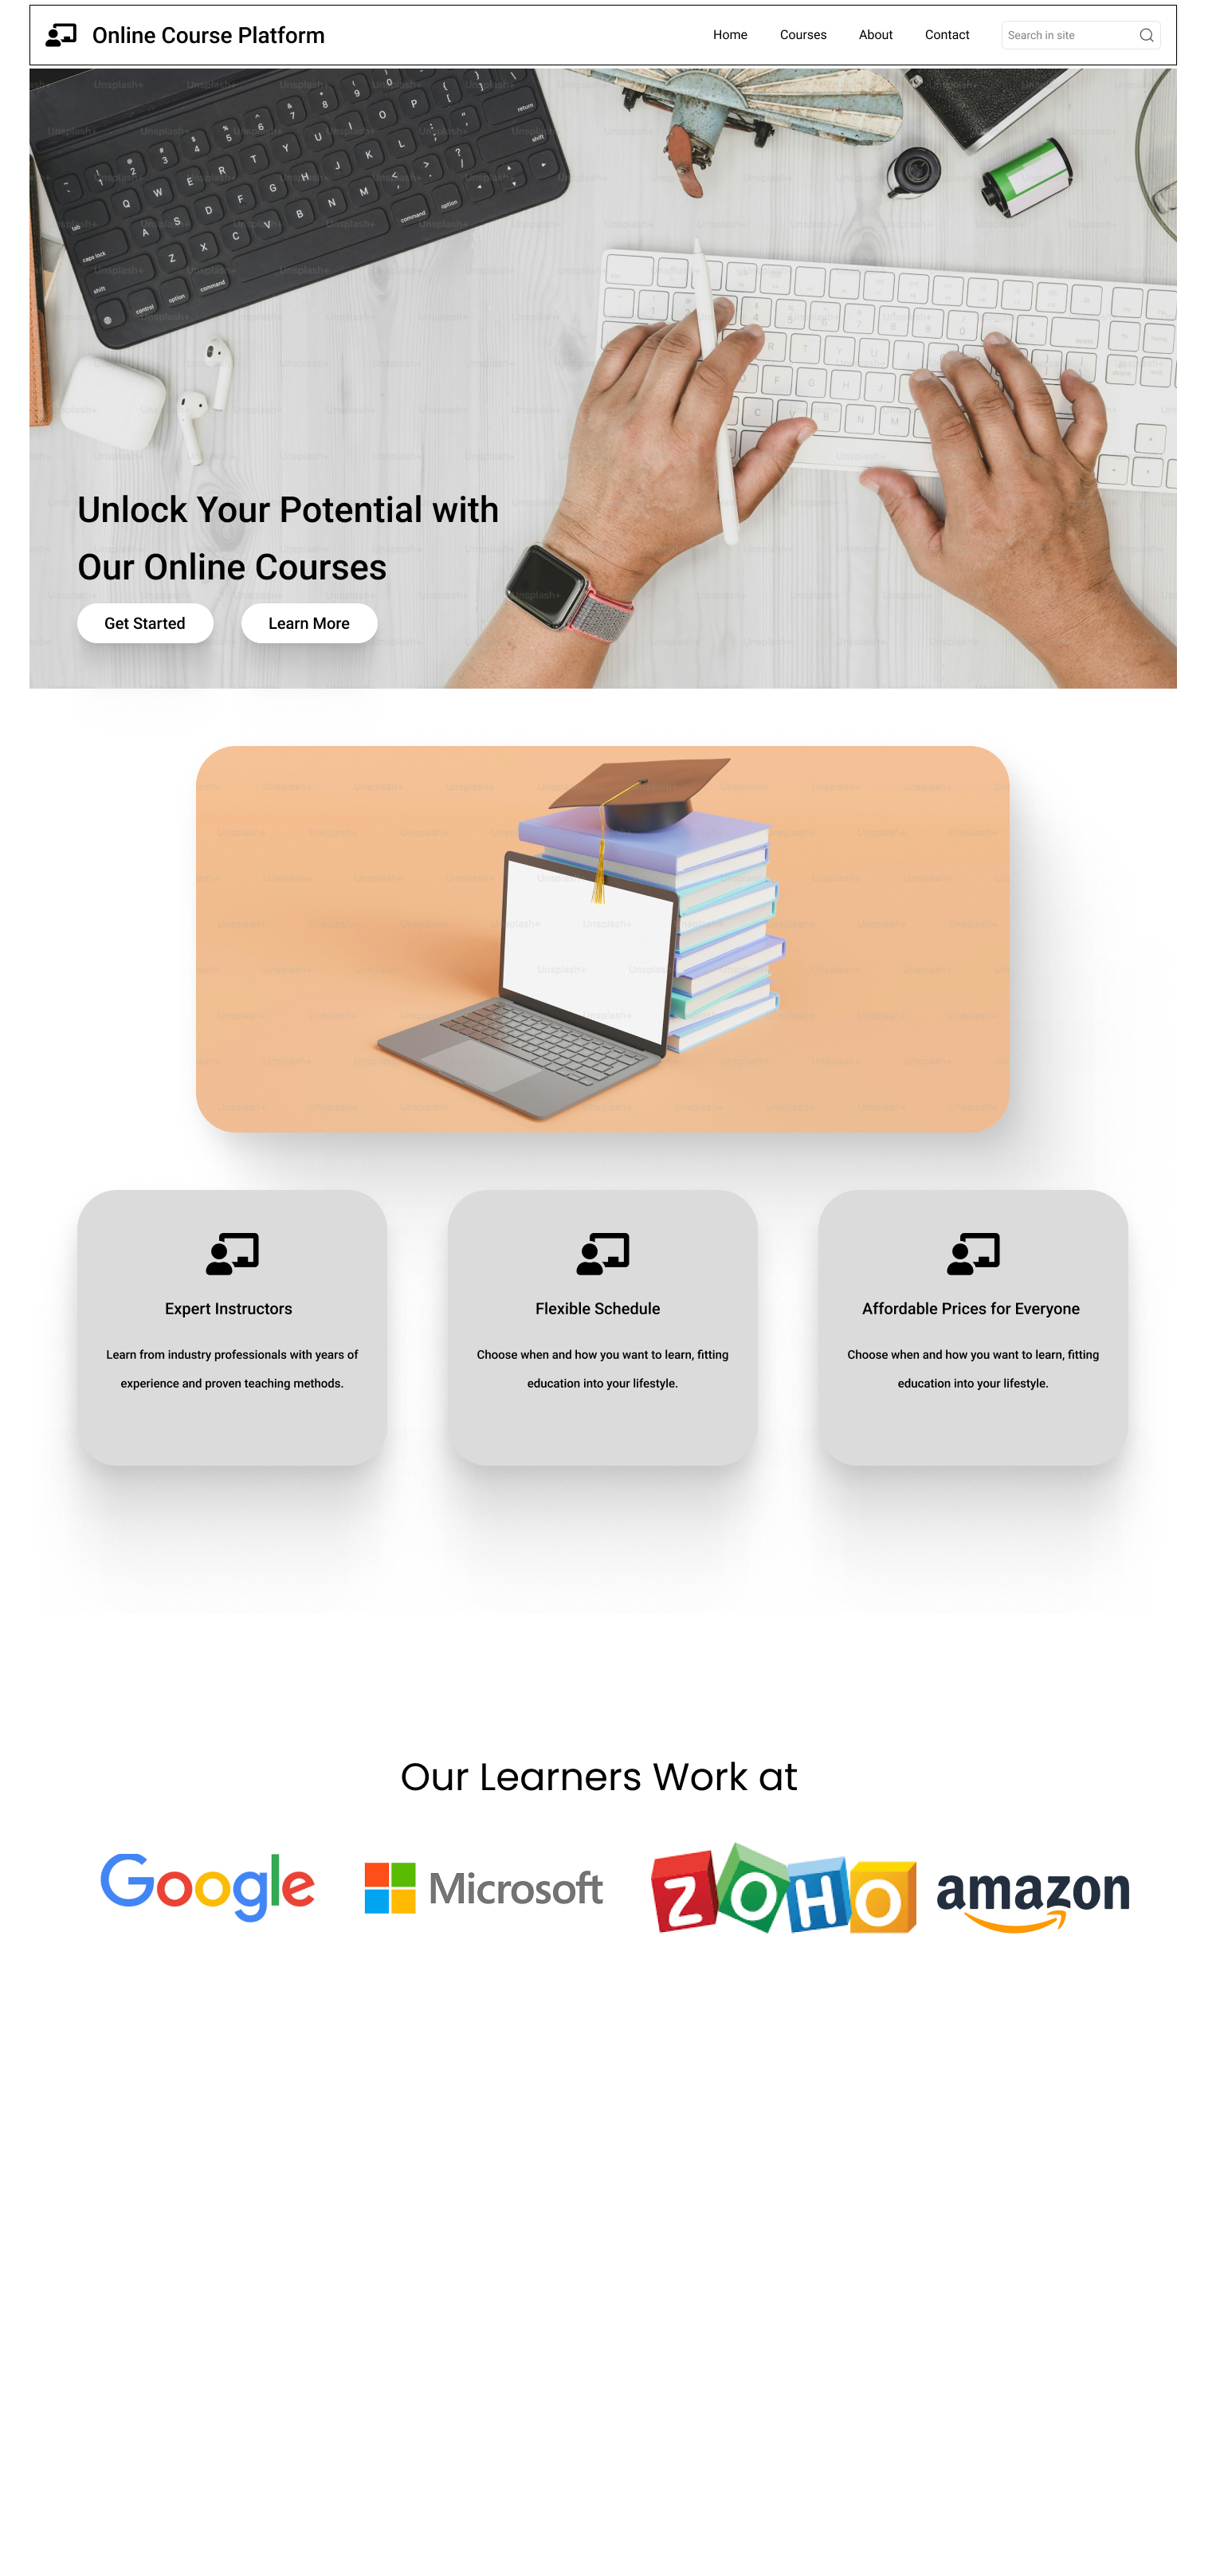 Online Course Platform
Home Courses About Contact Search in site
Unlock Your Potential with
Our Online Courses
Get Started Learn More
Expert Instructors
Learn from industry professionals with years of
experience and proven teaching methods.
Flexible Schedule
Choose when and how you want to learn, fitting
education into your lifestyle.
Affordable Prices for Everyone
Choose when and how you want to learn, fitting
education into your lifestyle.
Our Learners Work at
Google Microsoft ZOHO amazon